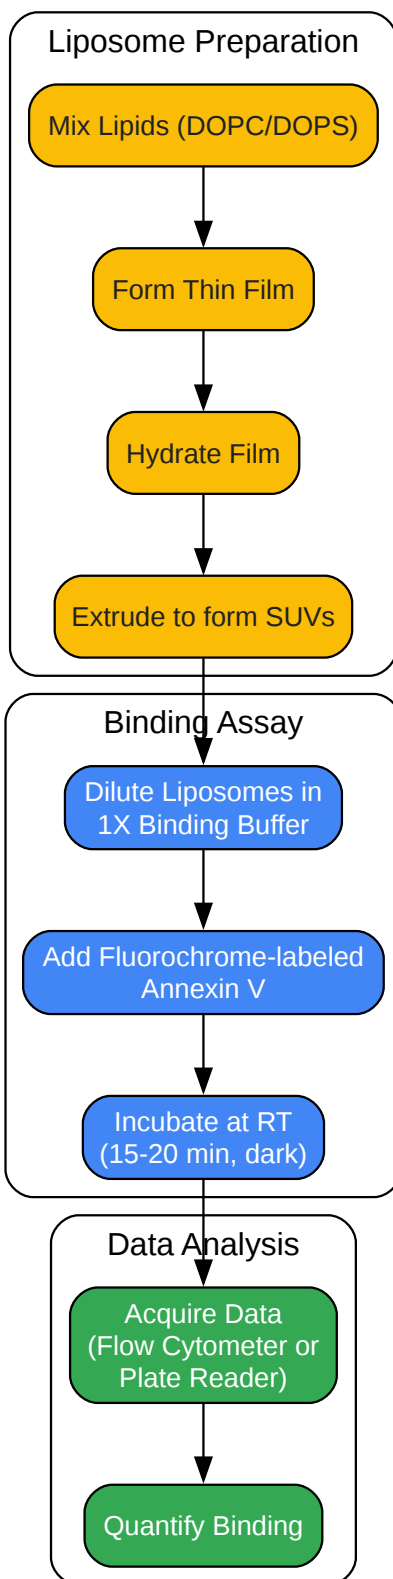 Liposome Preparation
Mix Lipids (DOPC/DOPS)
Form Thin Film
Hydrate Film
Extrude to form SUVs
Binding Assay
Dilute Liposomes in
1X Binding Buffer
Add Fluorochrome-labeled
Annexin V
Incubate at RT
(15-20 min, dark)
Data Analysis
Acquire Data
(Flow Cytometer or
Plate Reader)
Quantify Binding